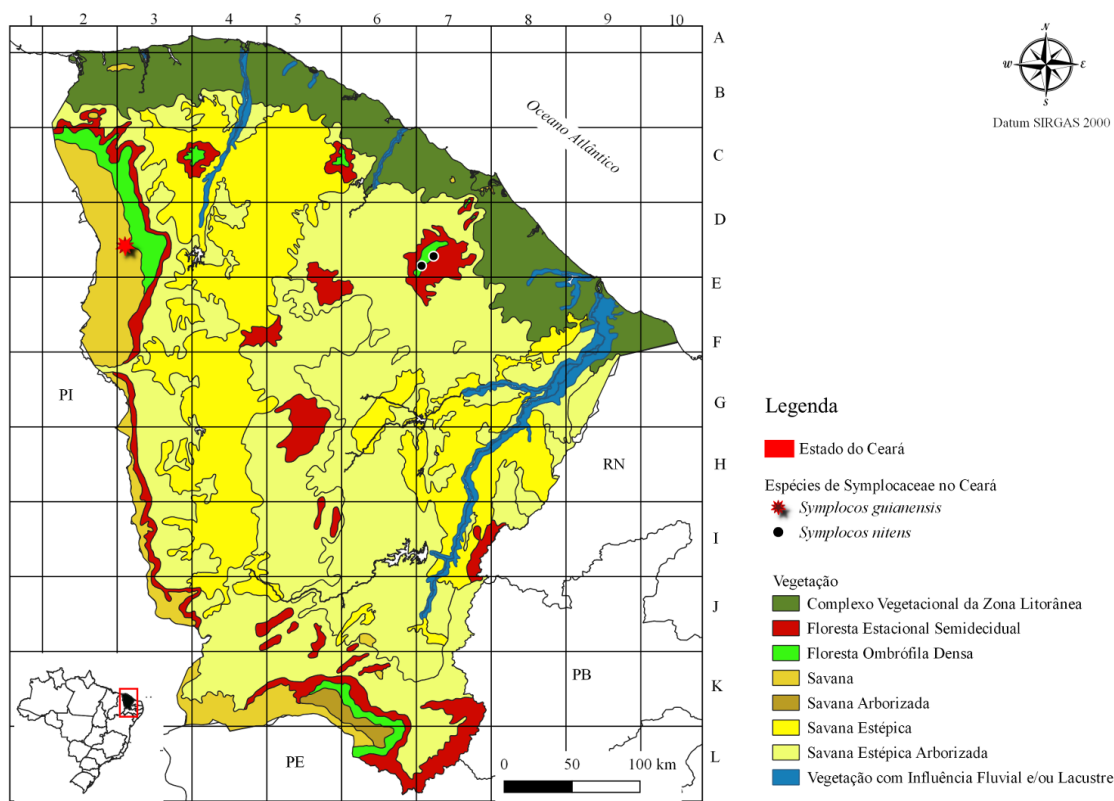 1 2 3 4 5 6 7 8 9 10
A
B
C
D
E
F
G
H
I
J
K
L
Oceano Atlântico
PI
RN
PB
PE
0 50 100 km
N
W E
S
Datum SIRGAS 2000
Legenda
Estado do Ceará
Espécies de Symplocaceae no Ceará
Symplocos guianensis
Symplocos nitens
Vegetação
Complexo Vegetacional da Zona Litorânea
Floresta Estacional Semidecidual
Floresta Ombrófila Densa
Savana
Savana Arborizada
Savana Estépica
Savana Estépica Arborizada
Vegetação com Influência Fluvial e/ou Lacustre